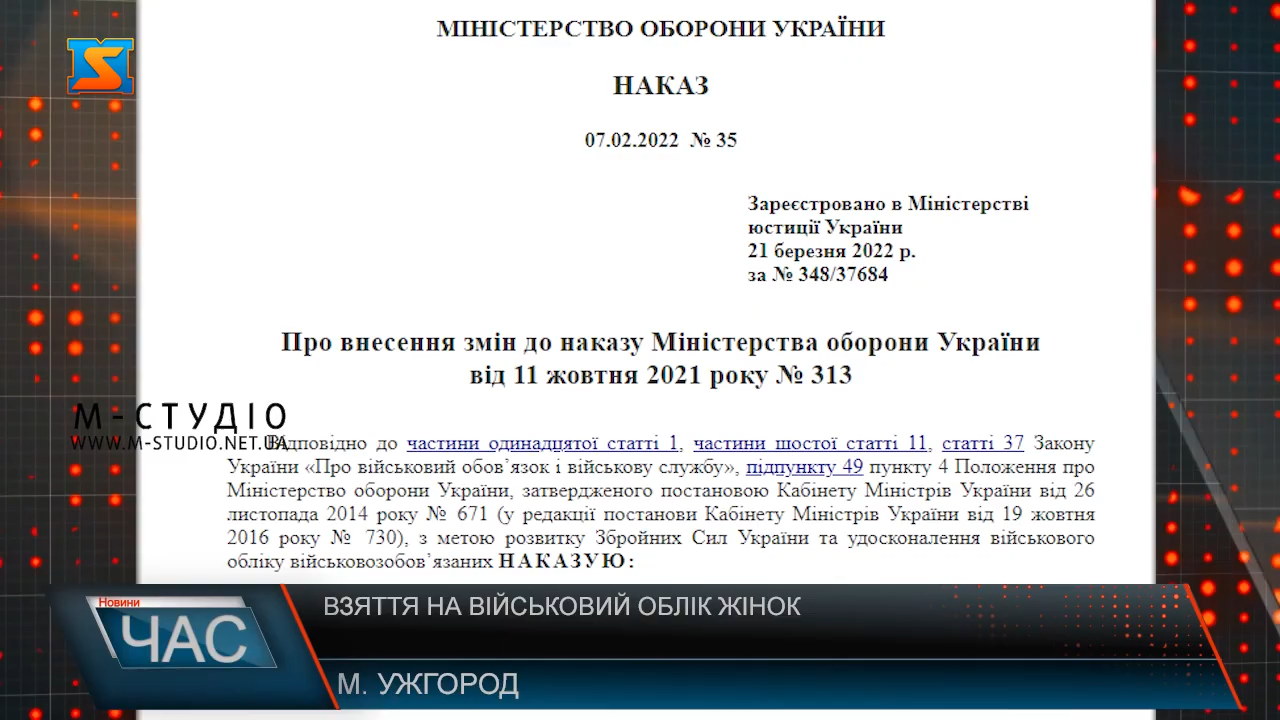 МІНІСТЕРСТВО ОБОРОНИ УКРАЇНИ
НАКАЗ
07.02.2022 № 35
Зареєстровано в Міністерстві
юстиції України
21 березня 2022 р.
за № 348/37684
Про внесення змін до наказу Міністерства оборони України
від 11 жовтня 2021 року № 313
М-СТУДІО
WWW.M-STUDIO.NET.UA
Відповідно до частини одинадцятої статті 1, частини шостої статті 11, статті 37 Закону
України «Про військовий обов’язок і військову службу», підпункту 49 пункту 4 Положення про
Міністерство оборони України, затвердженого постановою Кабінету Міністрів України від 26
листопада 2014 року № 671 (у редакції постанови Кабінету Міністрів України від 19 жовтня
2016 року № 730), з метою розвитку Збройних Сил України та удосконалення військового
обліку військовозобов’язаних НАКАЗУЮ:
Новини
ЧАС
ВЗЯТТЯ НА ВІЙСЬКОВИЙ ОБЛІК ЖІНОК
М. УЖГОРОД